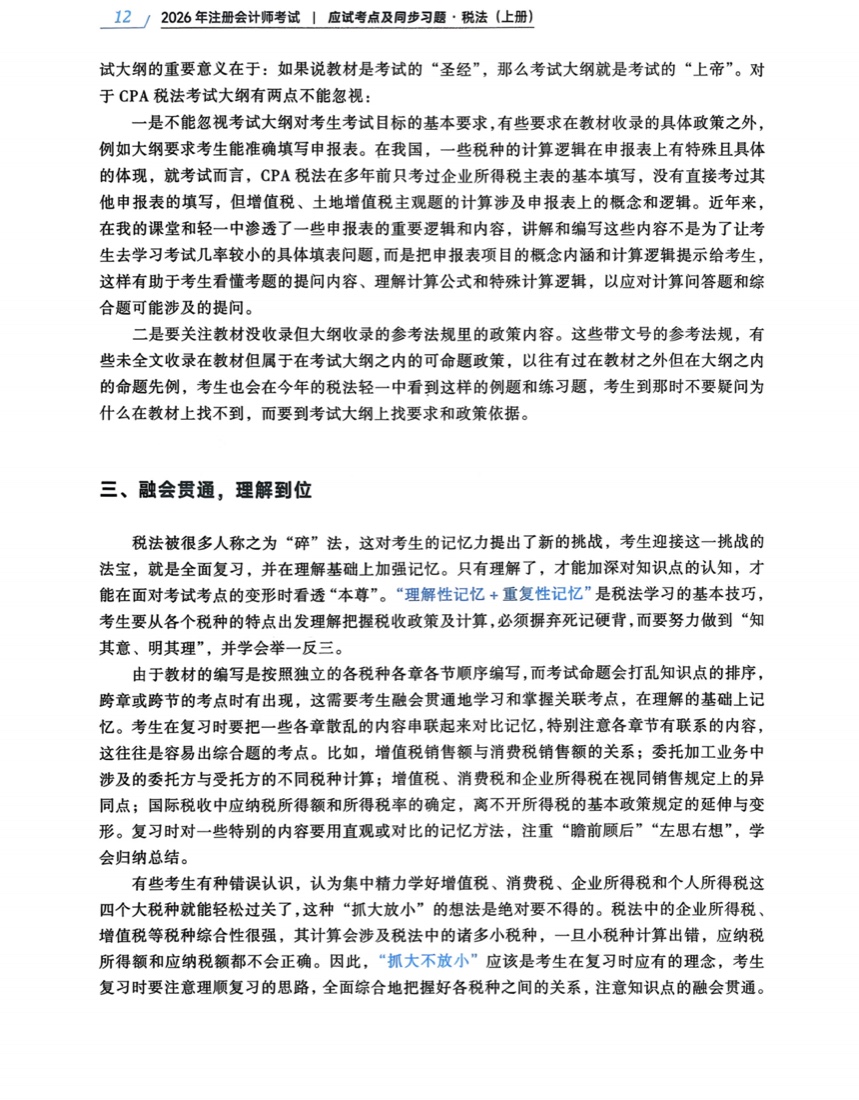 12 / 2026 年注册会计师考试 | 应试考点及同步习题·税法（上册）
试大纲的重要意义在于：如果说教材是考试的“圣经”，那么考试大纲就是考试的“上帝”。对
于 CPA 税法考试大纲有两点不能忽视：
一是不能忽视考试大纲对考生考试目标的基本要求，有些要求在教材收录的具体政策之外，
例如大纲要求考生能准确填写申报表。在我国，一些税种的计算逻辑在申报表上有特殊且具体
的体现，就考试而言，CPA 税法在多年前只考过企业所得税主表的基本填写，没有直接考过其
他申报表的填写，但增值税、土地增值税主观题的计算涉及申报表上的概念和逻辑。近年来，
在我的课堂和轻一中渗透了一些申报表的重要逻辑和内容，讲解和编写这些内容不是为了让考
生去学习考试几率较小的具体填表问题，而是把申报表项目的概念内涵和计算逻辑提示给考生，
这样有助于考生看懂考题的提问内容、理解计算公式和特殊计算逻辑，以应对计算问答题和综
合题可能涉及的提问。
二是要关注教材没收录但大纲收录的参考法规里的政策内容。这些带文号的参考法规，有
些未全文收录在教材但属于在考试大纲之内的可命题政策，以往有过在教材之外但在大纲之内
的命题先例，考生也会在今年的税法轻一中看到这样的例题和练习题，考生到那时不要疑问为
什么在教材上找不到，而要到考试大纲上找要求和政策依据。
三、融会贯通，理解到位
税法被很多人称之为“碎”法，这对考生的记忆力提出了新的挑战，考生迎接这一挑战的
法宝，就是全面复习，并在理解基础上加强记忆。只有理解了，才能加深对知识点的认知，才
能在面对考试考点的变形时看透“本尊”。“理解性记忆 + 重复性记忆”是税法学习的基本技巧，
考生要从各个税种的特点出发理解把握税收政策及计算，必须摒弃死记硬背，而要努力做到“知
其意、明其理”，并学会举一反三。
由于教材的编写是按照独立的各税种各章各节顺序编写，而考试命题会打乱知识点的排序，
跨章或跨节的考点时有出现，这需要考生融会贯通地学习和掌握关联考点，在理解的基础上记
忆。考生在复习时要把一些各章散乱的内容串联起来对比记忆，特别注意各章节有联系的内容，
这往往是容易出综合题的考点。比如，增值税销售额与消费税销售额的关系；委托加工业务中
涉及的委托方与受托方的不同税种计算；增值税、消费税和企业所得税在视同销售规定上的异
同点；国际税收中应纳税所得额和所得税率的确定，离不开所得税的基本政策规定的延伸与变
形。复习时对一些特别的内容要用直观或对比的记忆方法，注重“瞻前顾后”“左思右想”，学
会归纳总结。
有些考生有种错误认识，认为集中精力学好增值税、消费税、企业所得税和个人所得税这
四个大税种就能轻松过关了，这种“抓大放小”的想法是绝对要不得的。税法中的企业所得税、
增值税等税种综合性很强，其计算会涉及税法中的诸多小税种，一旦小税种计算出错，应纳税
所得额和应纳税额都不会正确。因此，“抓大不放小”应该是考生在复习时应有的理念，考生
复习时要注意理顺复习的思路，全面综合地把握好各税种之间的关系，注意知识点的融会贯通。